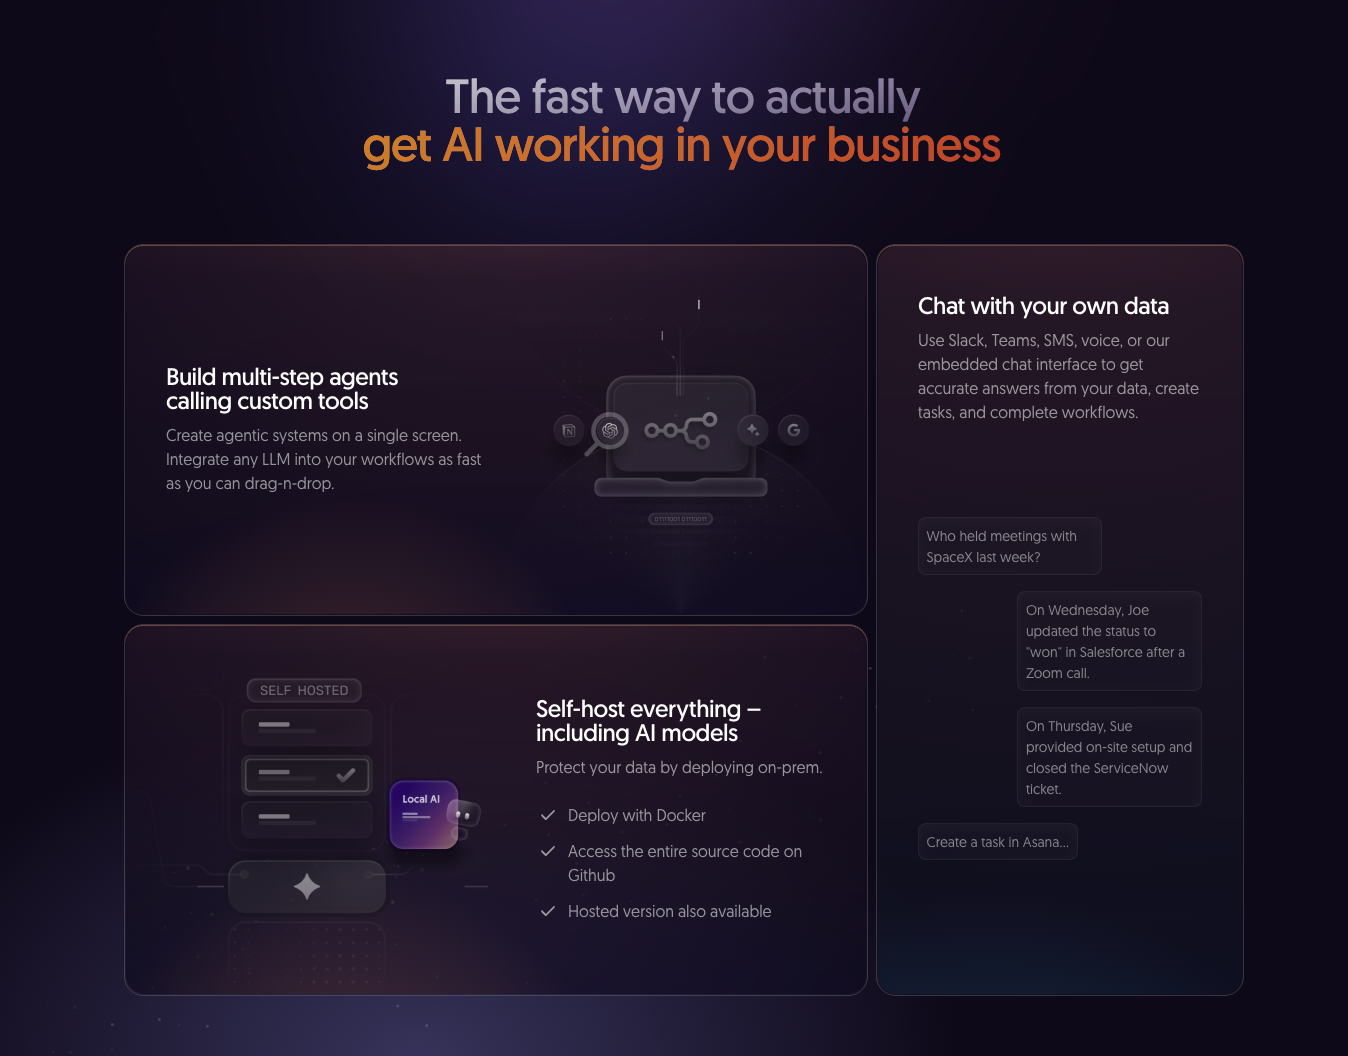 The fast way to actually
get AI working in your business
Build multi-step agents
calling custom tools
Create agentic systems on a single screen.
Integrate any LLM into your workflows as fast
as you can drag-n-drop.
N
G
01111001 01110011
Chat with your own data
Use Slack, Teams, SMS, voice, or our
embedded chat interface to get
accurate answers from your data, create
tasks, and complete workflows.
Who held meetings with
SpaceX last week?
On Wednesday, Joe
updated the status to
"won" in Salesforce after a
Zoom call.
On Thursday, Sue
provided on-site setup and
closed the ServiceNow
ticket.
Create a task in Asana...
SELF HOSTED
Local AI
Self-host everything –
including AI models
Protect your data by deploying on-prem.
Deploy with Docker
Access the entire source code on
Github
Hosted version also available